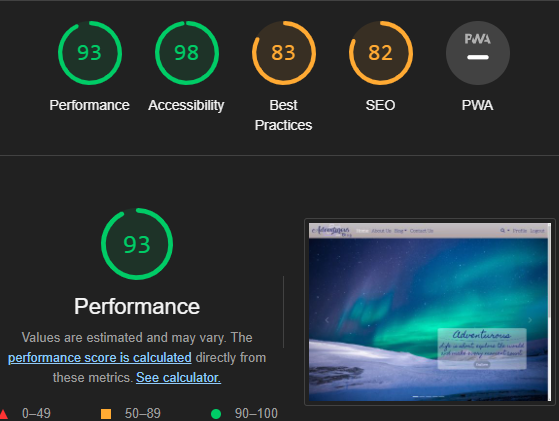 93
98
83
82
PWA
Performance
Accessibility
Best
Practices
SEO
PWA
93
Performance
Values are estimated and may vary. The
performance score is calculated directly from
these metrics. See calculator.
0–49
50–89
90–100
Home About Us Blog Contact Us
Profile Logout
Adventurous